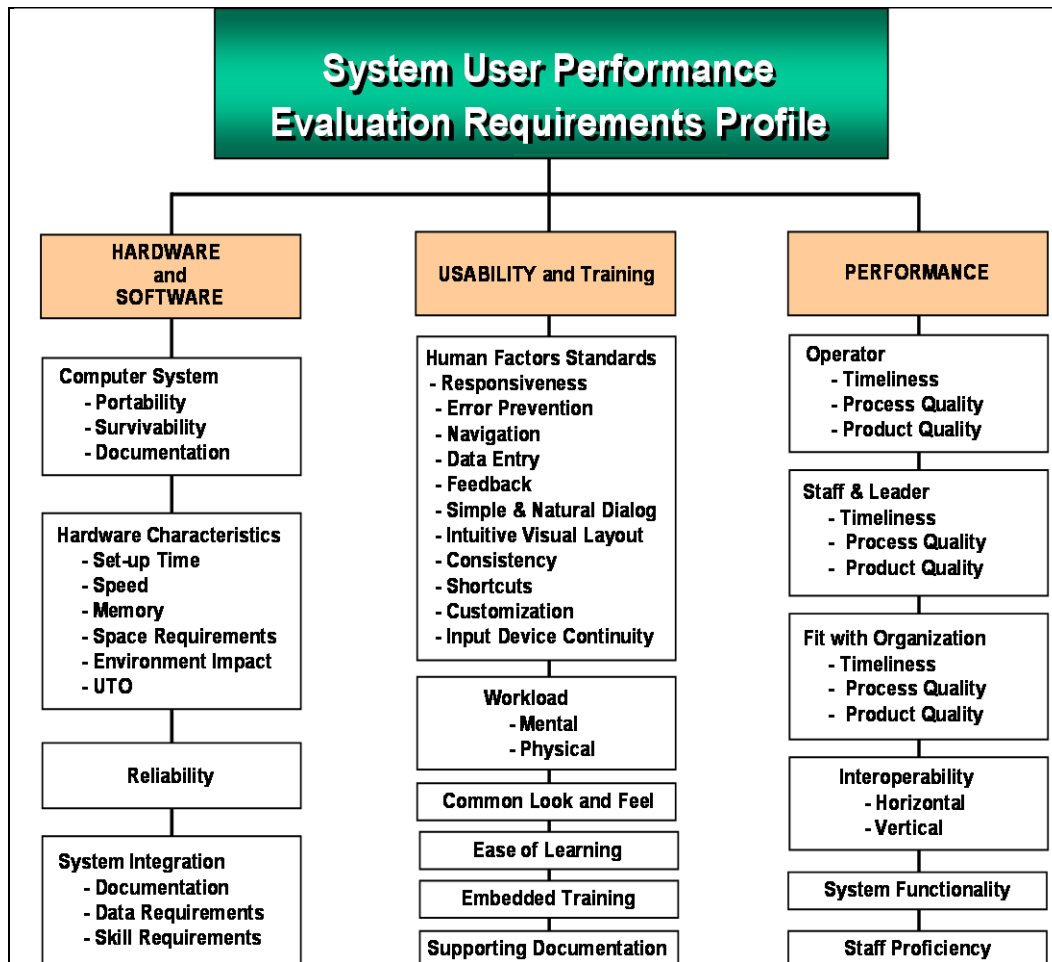 System User Performance
Evaluation Requirements Profile
HARDWARE
and
SOFTWARE
Computer System
- Portability
- Survivability
- Documentation
Hardware Characteristics
- Set-up Time
- Speed
- Memory
- Space Requirements
- Environment Impact
- UTO
Reliability
System Integration
- Documentation
- Data Requirements
- Skill Requirements
USABILITY and Training
Human Factors Standards
- Responsiveness
- Error Prevention
- Navigation
- Data Entry
- Feedback
- Simple & Natural Dialog
- Intuitive Visual Layout
- Consistency
- Shortcuts
- Customization
- Input Device Continuity
Workload
- Mental
- Physical
Common Look and Feel
Ease of Learning
Embedded Training
Supporting Documentation
PERFORMANCE
Operator
- Timeliness
- Process Quality
- Product Quality
Staff & Leader
- Timeliness
- Process Quality
- Product Quality
Fit with Organization
- Timeliness
- Process Quality
- Product Quality
Interoperability
- Horizontal
- Vertical
System Functionality
Staff Proficiency